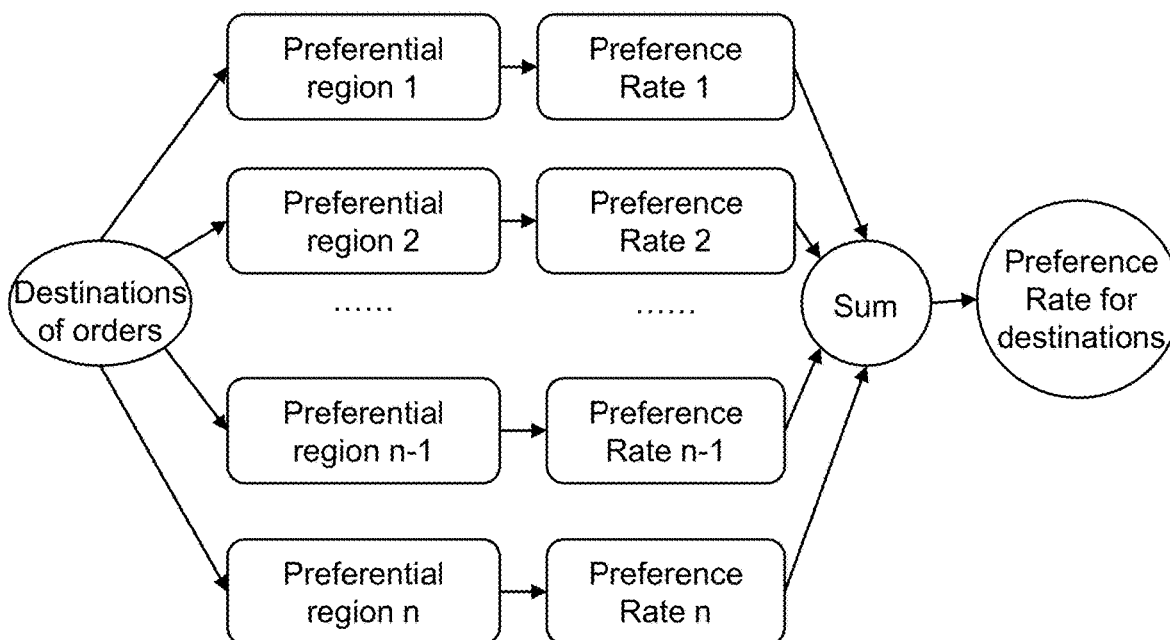 Preferential
region 1
Preference
Rate 1
Preferential
region 2
Preference
Rate 2
Destinations
of orders
......
......
Sum
Preference
Rate for
destinations
Preferential
region n-1
Preference
Rate n-1
Preferential
region n
Preference
Rate n